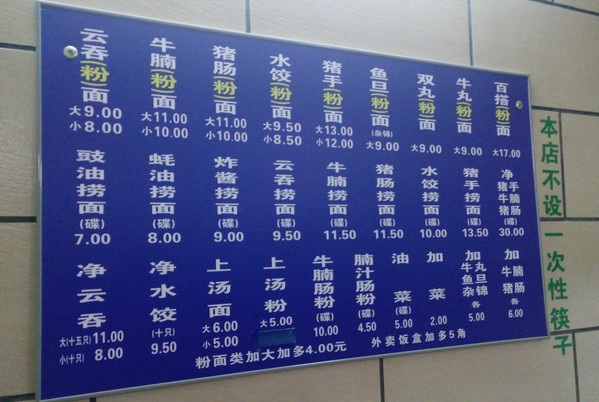 云吞(粉)面
大9.00
小8.00
牛腩(粉)面
大11.00
小10.00
猪肠(粉)面
大11.00
小10.00
水饺(粉)面
大9.50
小8.50
猪手(粉)面
大13.00
小12.00
鱼旦(粉)面
(杂锦)
大9.00
双丸(粉)面
大9.00
牛丸(粉)面
大9.00
百搭(粉)面
大17.00
豉油捞面
(碟)
7.00
蚝油捞面
(碟)
8.00
炸酱捞面
(碟)
9.00
云吞捞面
(碟)
9.50
牛腩捞面
(碟)
11.50
猪肠捞面
(碟)
11.50
水饺捞面
(碟)
10.00
猪手捞面
(碟)
13.50
净猪手
牛腩
猪肠
(碟)
30.00
净云吞
大(十五只)11.00
小(十只)8.00
净水饺
(十只)
9.50
上汤面
大6.00
小5.00
上汤粉
大5.00
牛腩肠粉
(碟)
10.00
腩汁肠粉
(碟)
4.50
油菜
(碟)
5.00
加菜
2.00
加牛丸
鱼旦
杂锦
各
5.00
加牛腩
猪肠
各
6.00
粉面类加大加多4.00元
外卖饭盒加多5角
本店不设一次性筷子